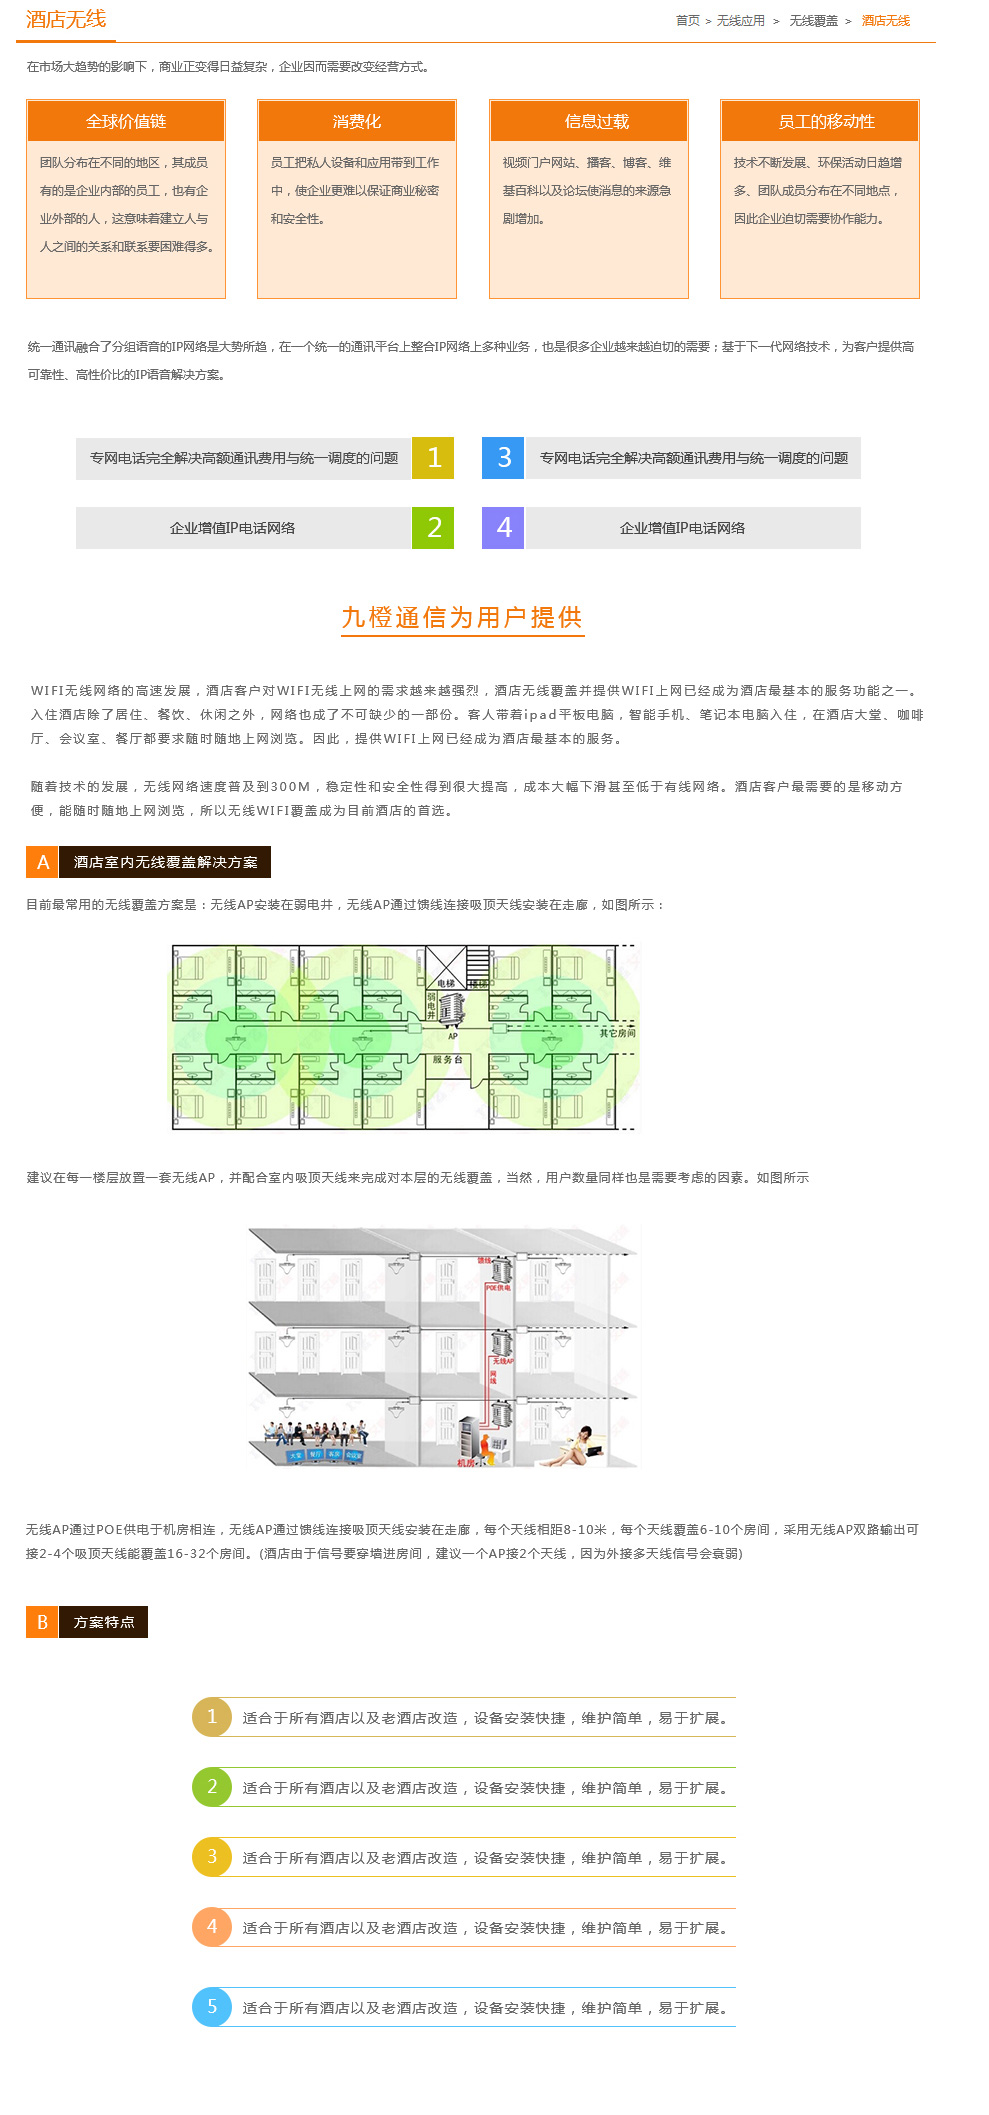 酒店无线
首页 > 无线应用 > 无线覆盖 > 酒店无线
在市场大趋势的影响下，商业正变得日益复杂，企业因而需要改变经营方式。
全球价值链
团队分布在不同的地区，其成员
有的是企业内部的员工，也有企
业外部的人，这意味着建立人与
人之间的关系和联系要困难得多。
消费化
员工把私人设备和应用带到工作
中，使企业更难以保证商业秘密
和安全性。
信息过载
视频门户网站、播客、博客、维
基百科以及论坛使消息的来源急
剧增加。
员工的移动性
技术不断发展、环保活动日趋增
多、团队成员分布在不同地点，
因此企业迫切需要协作能力。
统一通讯融合了分组语音的IP网络是大势所趋，在一个统一的通讯平台上整合IP网络上多种业务，也是很多企业越来越迫切的需要；基于下一代网络技术，为客户提供高
可靠性、高性价比的IP语音解决方案。
专网电话完全解决高额通讯费用与统一调度的问题 1
3 专网电话完全解决高额通讯费用与统一调度的问题
企业增值IP电话网络 2
4 企业增值IP电话网络
九橙通信为用户提供
WIFI无线网络的高速发展，酒店客户对WIFI无线上网的需求越来越强烈，酒店无线覆盖并提供WIFI上网已经成为酒店最基本的服务功能之一。
入住酒店除了居住、餐饮、休闲之外，网络也成了不可缺少的一部份。客人带着ipad平板电脑，智能手机、笔记本电脑入住，在酒店大堂、咖啡
厅、会议室、餐厅都要求随时随地上网浏览。因此，提供WIFI上网已经成为酒店最基本的服务。
随着技术的发展，无线网络速度普及到300M，稳定性和安全性得到很大提高，成本大幅下滑甚至低于有线网络。酒店客户最需要的是移动方
便，能随时随地上网浏览，所以无线WIFI覆盖成为目前酒店的首选。
A 酒店室内无线覆盖解决方案
目前最常用的无线覆盖方案是：无线AP安装在弱电井，无线AP通过馈线连接吸顶天线安装在走廊，如图所示：
电梯
楼梯
弱电井
AP
其它房间
服务台
建议在每一楼层放置一套无线AP，并配合室内吸顶天线来完成对本层的无线覆盖，当然，用户数量同样也是需要考虑的因素。如图所示
馈线
POE供电
无线AP
网线
大堂 餐厅 客房 会议室
机房
无线AP通过POE供电于机房相连，无线AP通过馈线连接吸顶天线安装在走廊，每个天线相距8-10米，每个天线覆盖6-10个房间，采用无线AP双路输出可
接2-4个吸顶天线能覆盖16-32个房间。(酒店由于信号要穿墙进房间，建议一个AP接2个天线，因为外接多天线信号会衰弱)
B 方案特点
1 适合于所有酒店以及老酒店改造，设备安装快捷，维护简单，易于扩展。
2 适合于所有酒店以及老酒店改造，设备安装快捷，维护简单，易于扩展。
3 适合于所有酒店以及老酒店改造，设备安装快捷，维护简单，易于扩展。
4 适合于所有酒店以及老酒店改造，设备安装快捷，维护简单，易于扩展。
5 适合于所有酒店以及老酒店改造，设备安装快捷，维护简单，易于扩展。